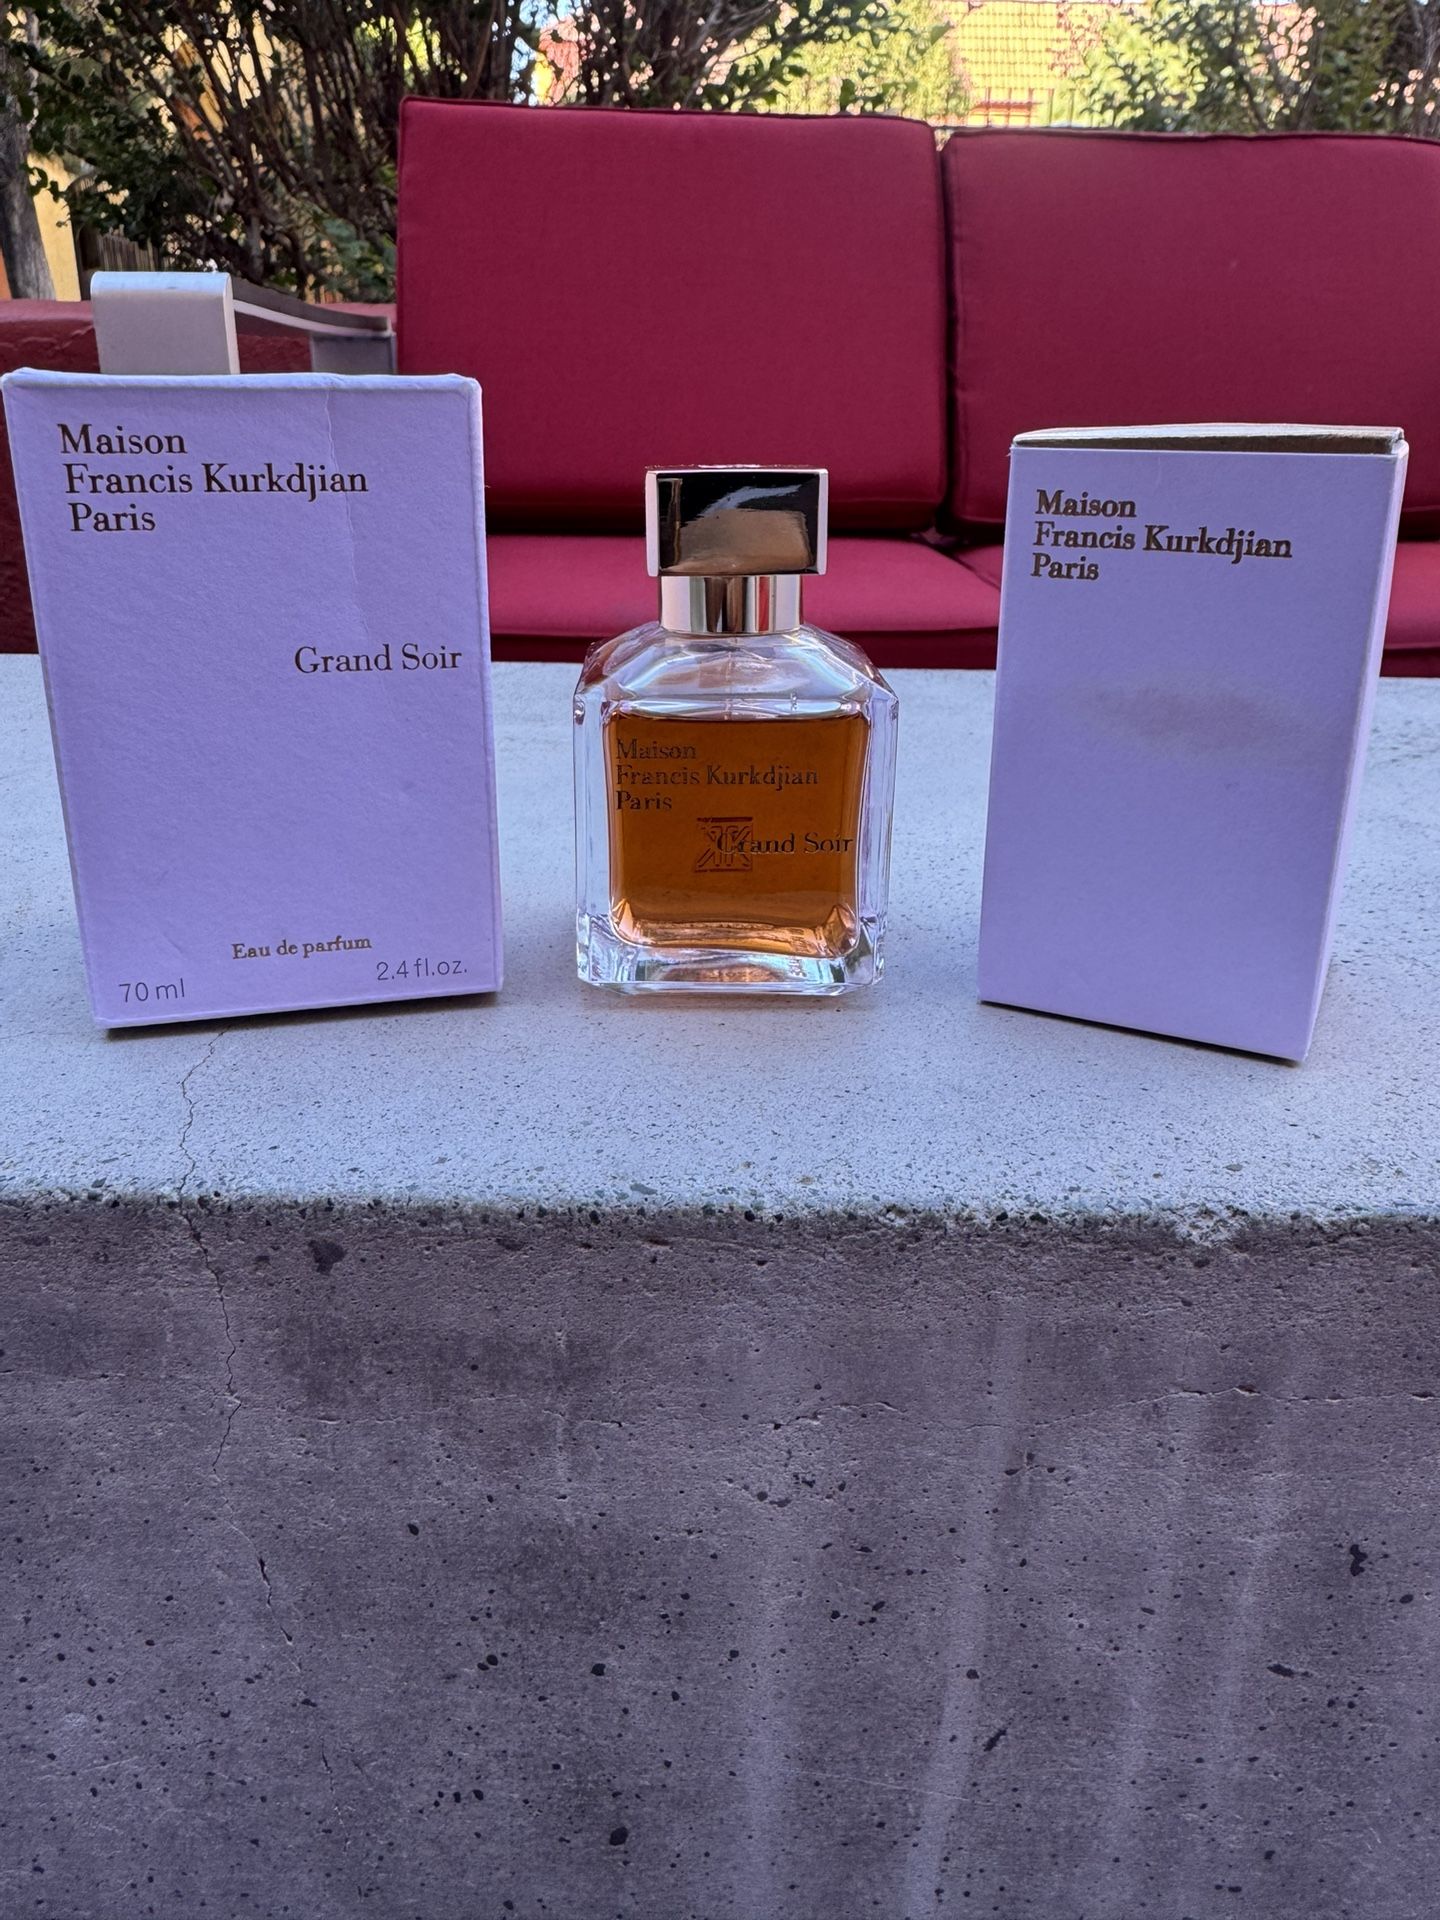 Maison
Francis Kurkdjian
Paris
Grand Soir
Eau de parfum
70 ml
2.4 fl.oz.
Maison
Francis Kurkdjian
Paris
Grand Soir
Maison
Francis Kurkdjian
Paris